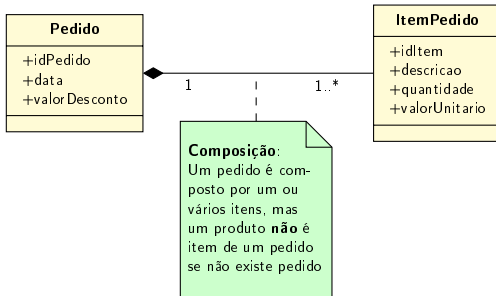 Pedido
+idPedido
+data
+valorDesconto
1
1..*
ItemPedido
+idItem
+descricao
+quantidade
+valorUnitario
Composição:
Um pedido é com-
posto por um ou
vários itens, mas
um produto não é
item de um pedido
se não existe pedido